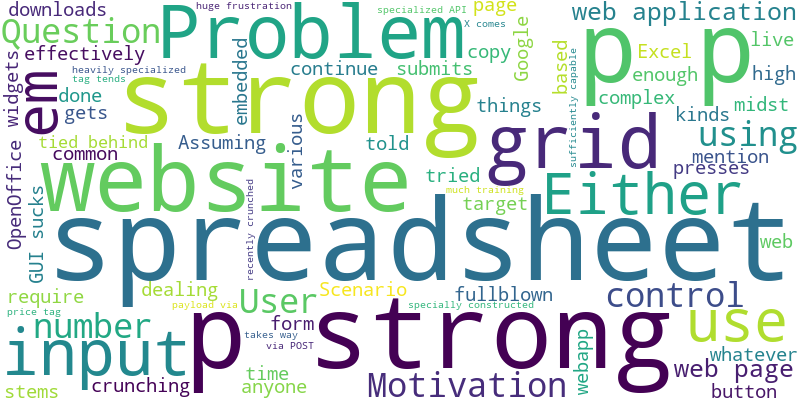 downloads
huge frustration
specialized API
page
web application
Question
Problem
X comes
Google
p p
live
effectively
heavily specialized
tag tends
embedded
continue
submits
copy
based
Excel
enough
high
sufficiently capable
widgets
em
done
strong
things
complex
kinds
midst
gets
Assuming
various
told
grid
using
tied behind
common
website
tried
Either
mention
presses
OpenOffice
GUI sucks
recently crunched
much training
target
web
spreadsheet
require
dealing
payload via
User
Scenario
fullblown
specially constructed
control
price tag
number
form
takes way
via POST
p strong
webapp
use
input
time
whatever
web page
stems
crunching
anyone
Motivation
button